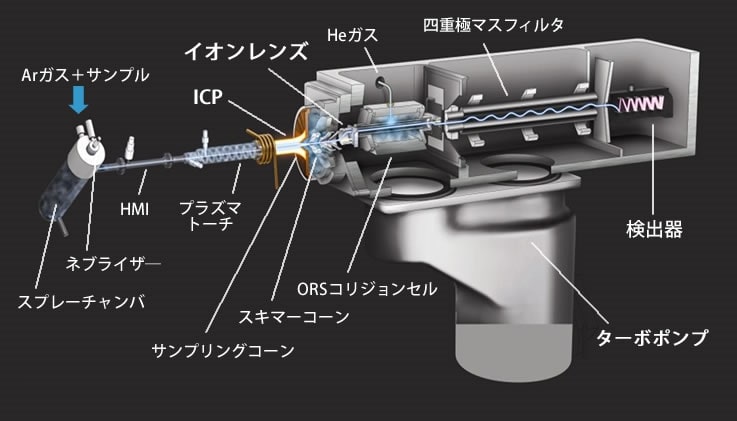 Heガス
四重極マスフィルタ
イオンレンズ
Arガス＋サンプル
ICP
HMI
プラズマ
トーチ
検出器
ネブライザ―
ORSコリジョンセル
スプレーチャンバ
スキマーコーン
サンプリングコーン
ターボポンプ